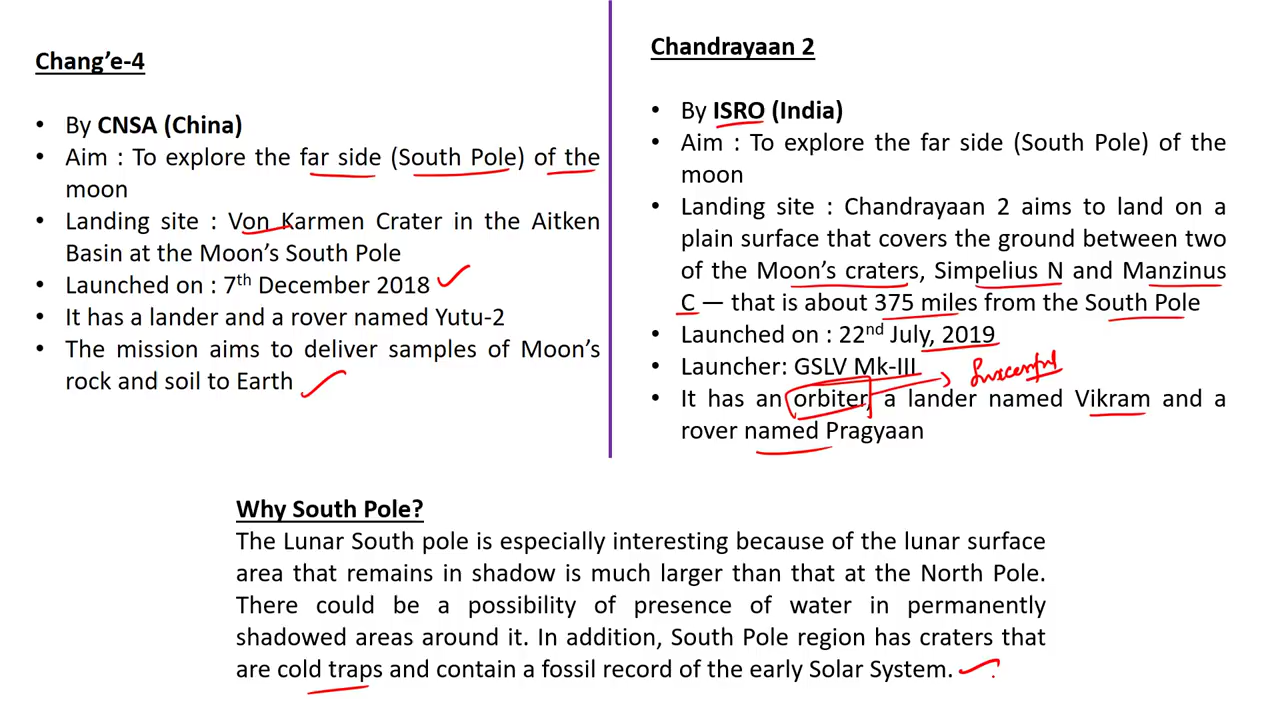 Chang’e-4
• By CNSA (China)
• Aim : To explore the far side (South Pole) of the
moon
• Landing site : Von Karmen Crater in the Aitken
Basin at the Moon’s South Pole
• Launched on : 7th December 2018
• It has a lander and a rover named Yutu-2
• The mission aims to deliver samples of Moon’s
rock and soil to Earth
Chandrayaan 2
• By ISRO (India)
• Aim : To explore the far side (South Pole) of the
moon
• Landing site : Chandrayaan 2 aims to land on a
plain surface that covers the ground between two
of the Moon’s craters, Simpelius N and Manzinus
C — that is about 375 miles from the South Pole
• Launched on : 22nd July, 2019
• Launcher: GSLV Mk-III
• It has an orbiter, a lander named Vikram and a
rover named Pragyaan
Why South Pole?
The Lunar South pole is especially interesting because of the lunar surface
area that remains in shadow is much larger than that at the North Pole.
There could be a possibility of presence of water in permanently
shadowed areas around it. In addition, South Pole region has craters that
are cold traps and contain a fossil record of the early Solar System.